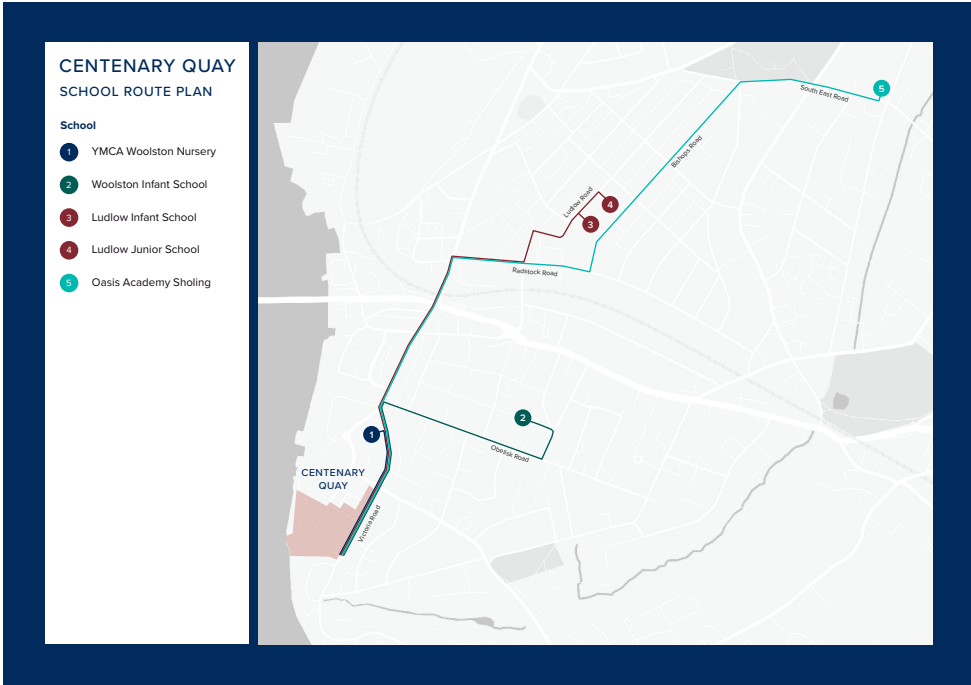 CENTENARY QUAY
SCHOOL ROUTE PLAN
School
1 YMCA Woolston Nursery
2 Woolston Infant School
3 Ludlow Infant School
4 Ludlow Junior School
5 Oasis Academy Sholing
5
South East Road
Bishops Road
Ludlow Road
4
3
Radstock Road
2
1
Obelisk Road
CENTENARY
QUAY
Victoria Road